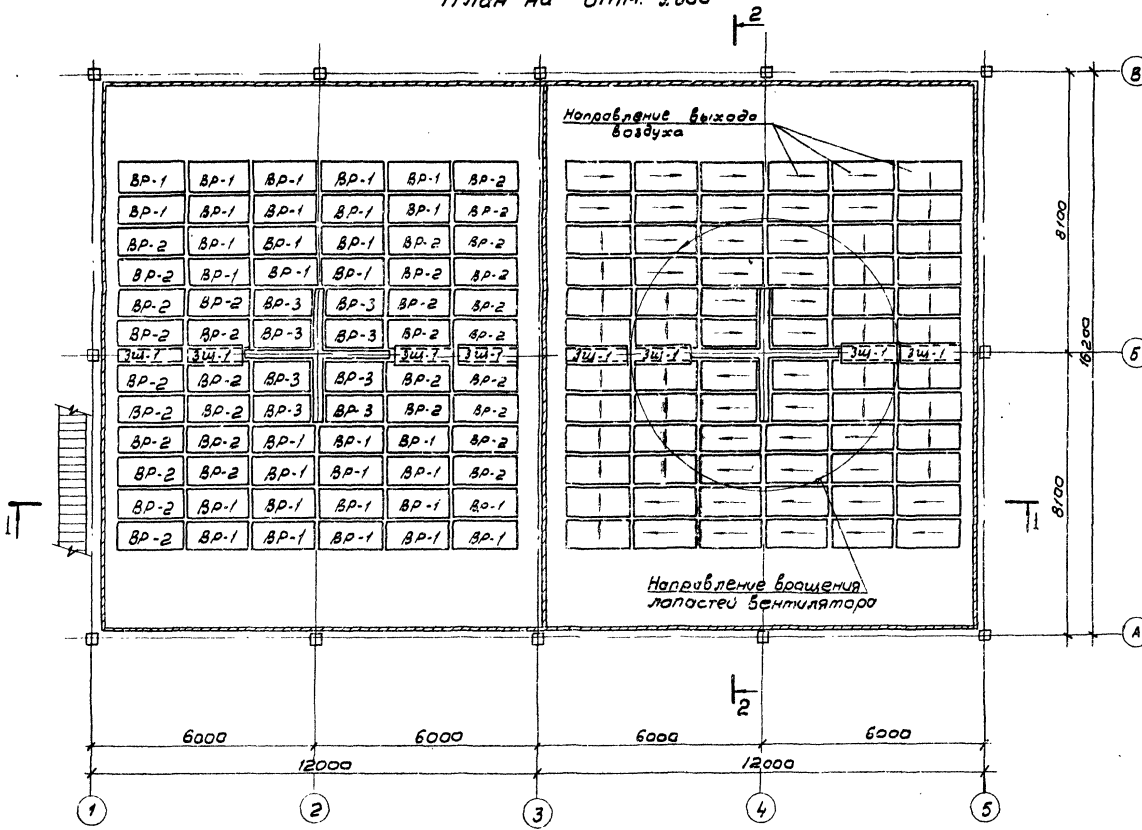 План на отм.
2
В
Направление выхода
воздуха
ВР-1 ВР-1 ВР-1 ВР-1 ВР-1 ВР-2
ВР-1 ВР-1 ВР-1 ВР-1 ВР-1 ВР-2
ВР-2 ВР-1 ВР-1 ВР-1 ВР-2 ВР-2
ВР-2 ВР-1 ВР-1 ВР-1 ВР-2 ВР-2
ВР-2 ВР-2 ВР-3 ВР-3 ВР-2 ВР-2
ВР-2 ВР-2 ВР-3 ВР-3 ВР-2 ВР-2
ЗЩ-1 ЗЩ-1 ЗЩ-1 ЗЩ-1 ЗЩ-1 ЗЩ-1 ЗЩ-1 ЗЩ-1
Б
ВР-2 ВР-2 ВР-3 ВР-3 ВР-2 ВР-2
ВР-2 ВР-2 ВР-3 ВР-3 ВР-2 ВР-2
ВР-2 ВР-2 ВР-1 ВР-1 ВР-1 ВР-2
ВР-2 ВР-2 ВР-1 ВР-1 ВР-1 ВР-2
ВР-2 ВР-1 ВР-1 ВР-1 ВР-1 ВР-1
ВР-2 ВР-1 ВР-1 ВР-1 ВР-1 ВР-1
8100
16200
8100
1
1
Направление вращения
лопастей вентилятора
А
2
6000 6000 6000 6000
12000 12000
1 2 3 4 5